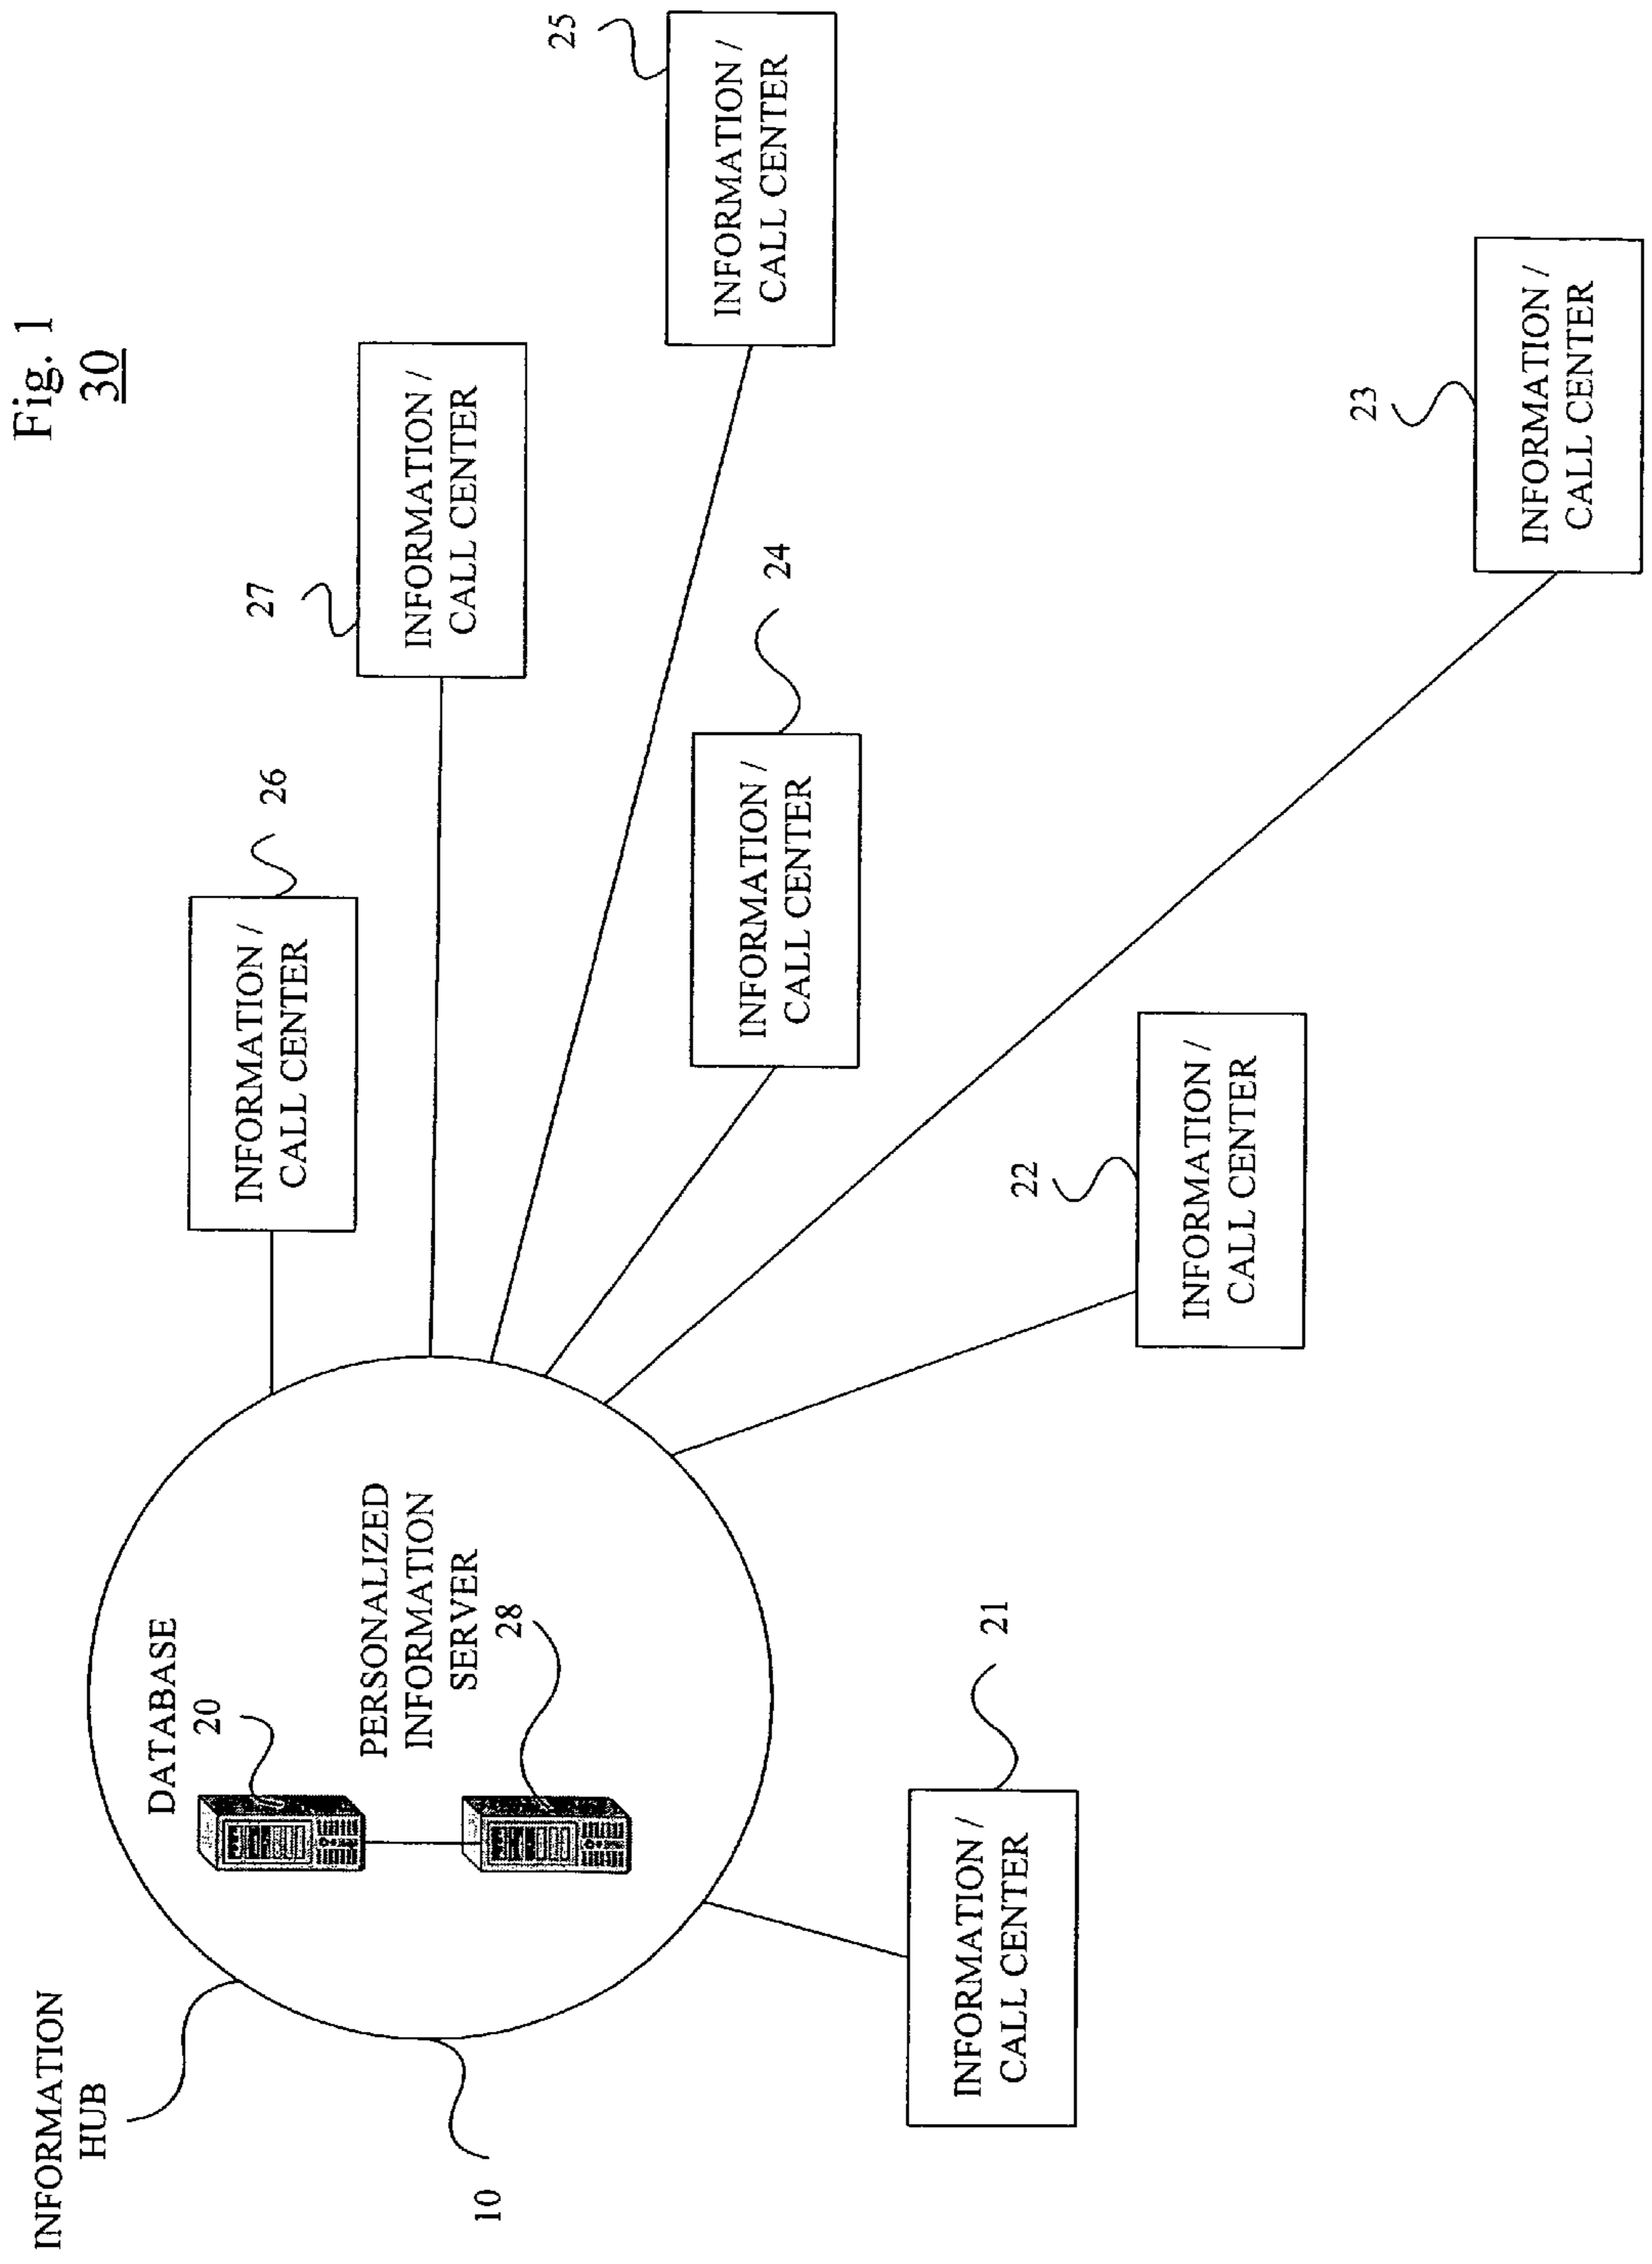 Fig. 1
30
INFORMATION
HUB
10
DATABASE
20
PERSONALIZED
INFORMATION
SERVER
28
INFORMATION /
CALL CENTER
26
INFORMATION /
CALL CENTER
27
INFORMATION /
CALL CENTER
25
INFORMATION /
CALL CENTER
24
INFORMATION /
CALL CENTER
23
INFORMATION /
CALL CENTER
22
INFORMATION /
CALL CENTER
21